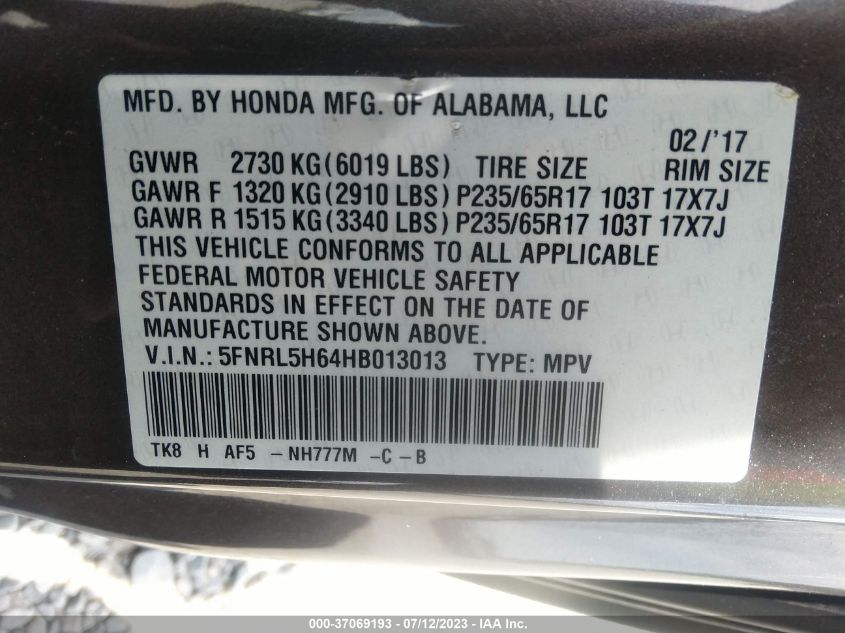 MFD. BY HONDA MFG. OF ALABAMA, LLC
02/'17
GVWR 2730 KG(6019 LBS) TIRE SIZE RIM SIZE
GAWR F 1320 KG(2910 LBS) P235/65R17 103T 17X7J
GAWR R 1515 KG(3340 LBS) P235/65R17 103T 17X7J
THIS VEHICLE CONFORMS TO ALL APPLICABLE
FEDERAL MOTOR VEHICLE SAFETY
STANDARDS IN EFFECT ON THE DATE OF
MANUFACTURE SHOWN ABOVE.
V.I.N.: 5FNRL5H64HB013013 TYPE: MPV
TK8 H AF5 -NH777M -C-B
000-37069193 - 07/12/2023 - IAA Inc.